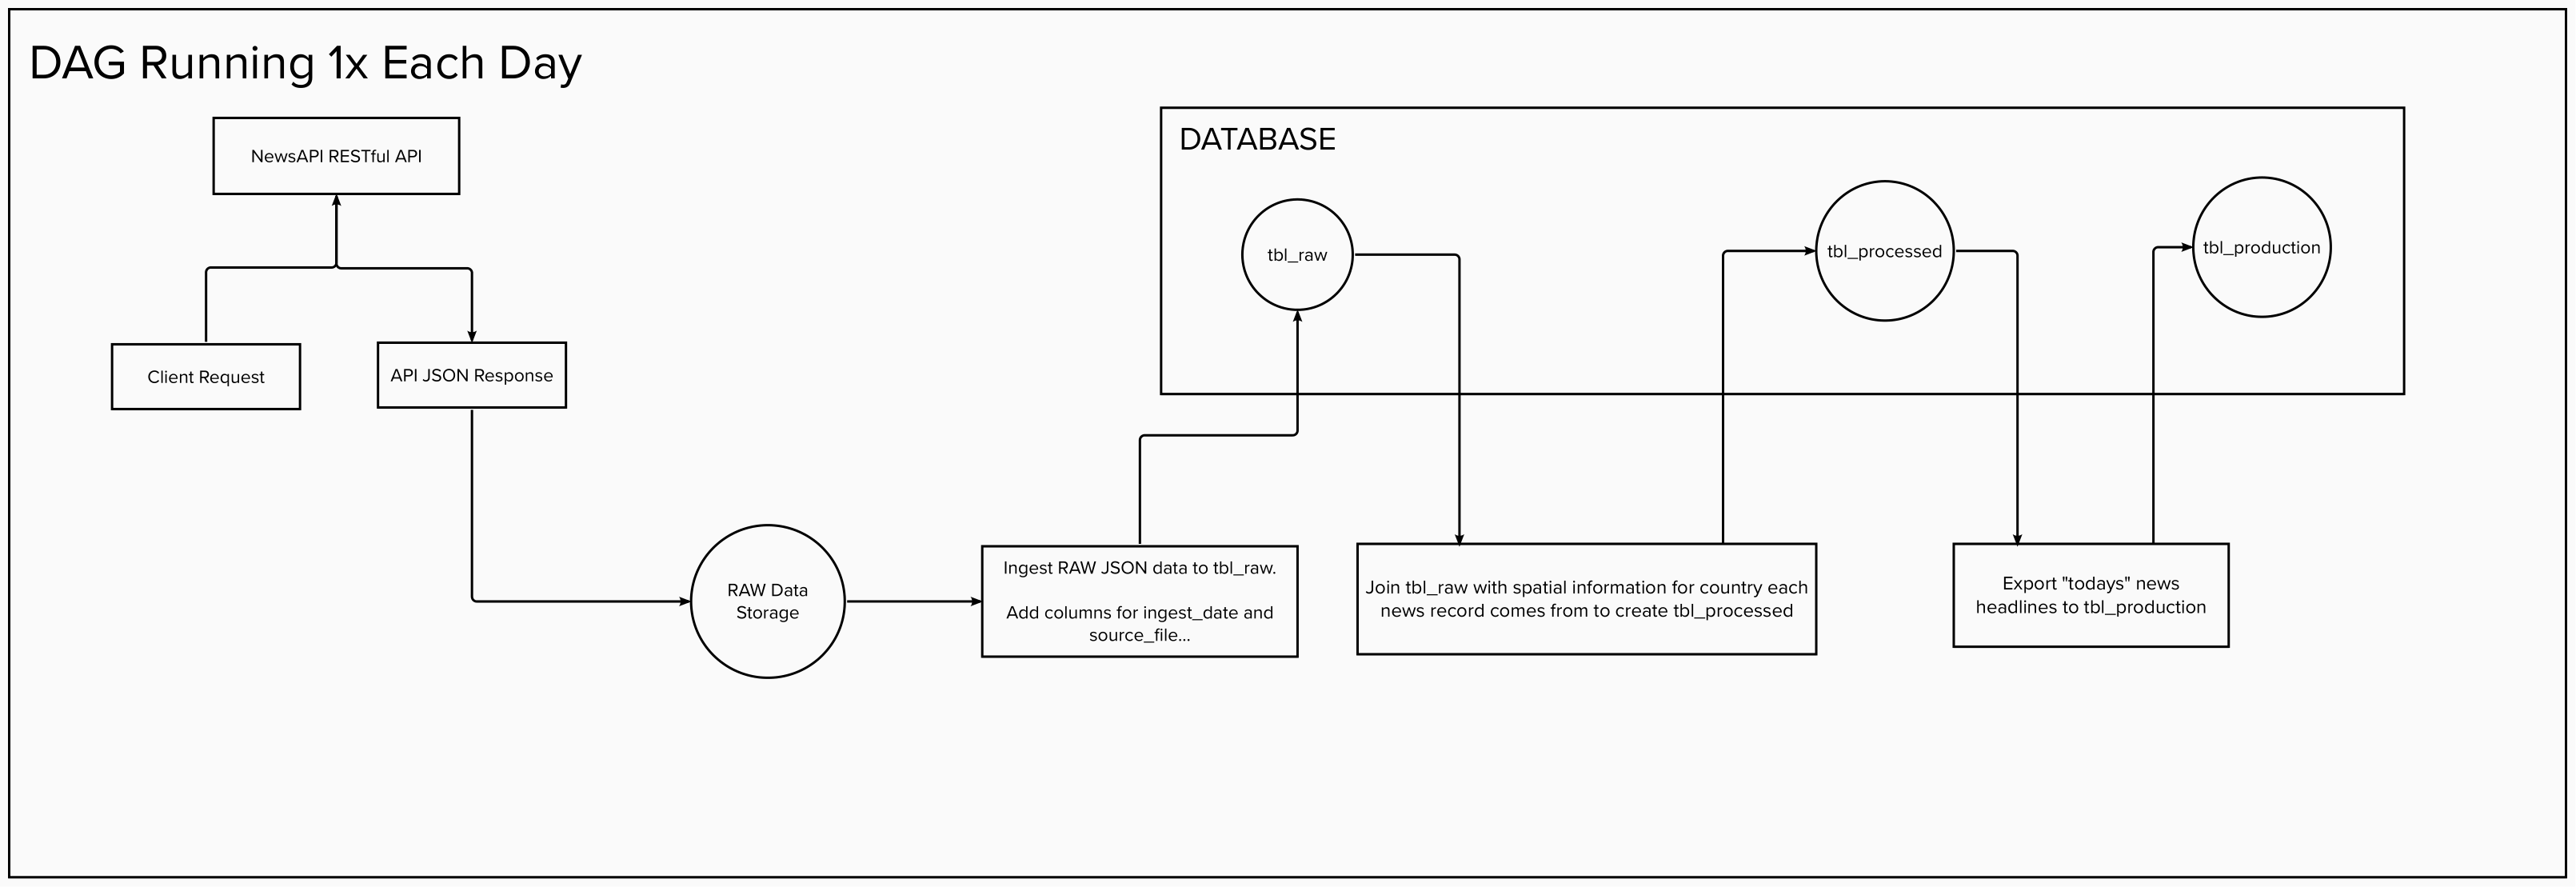 DAG Running 1x Each Day
NewsAPI RESTful API
Client Request
API JSON Response
RAW Data
Storage
Ingest RAW JSON data to tbl_raw.
Add columns for ingest_date and
source_file...
DATABASE
tbl_raw
Join tbl_raw with spatial information for country each
news record comes from to create tbl_processed
tbl_processed
Export "todays" news
headlines to tbl_production
tbl_production